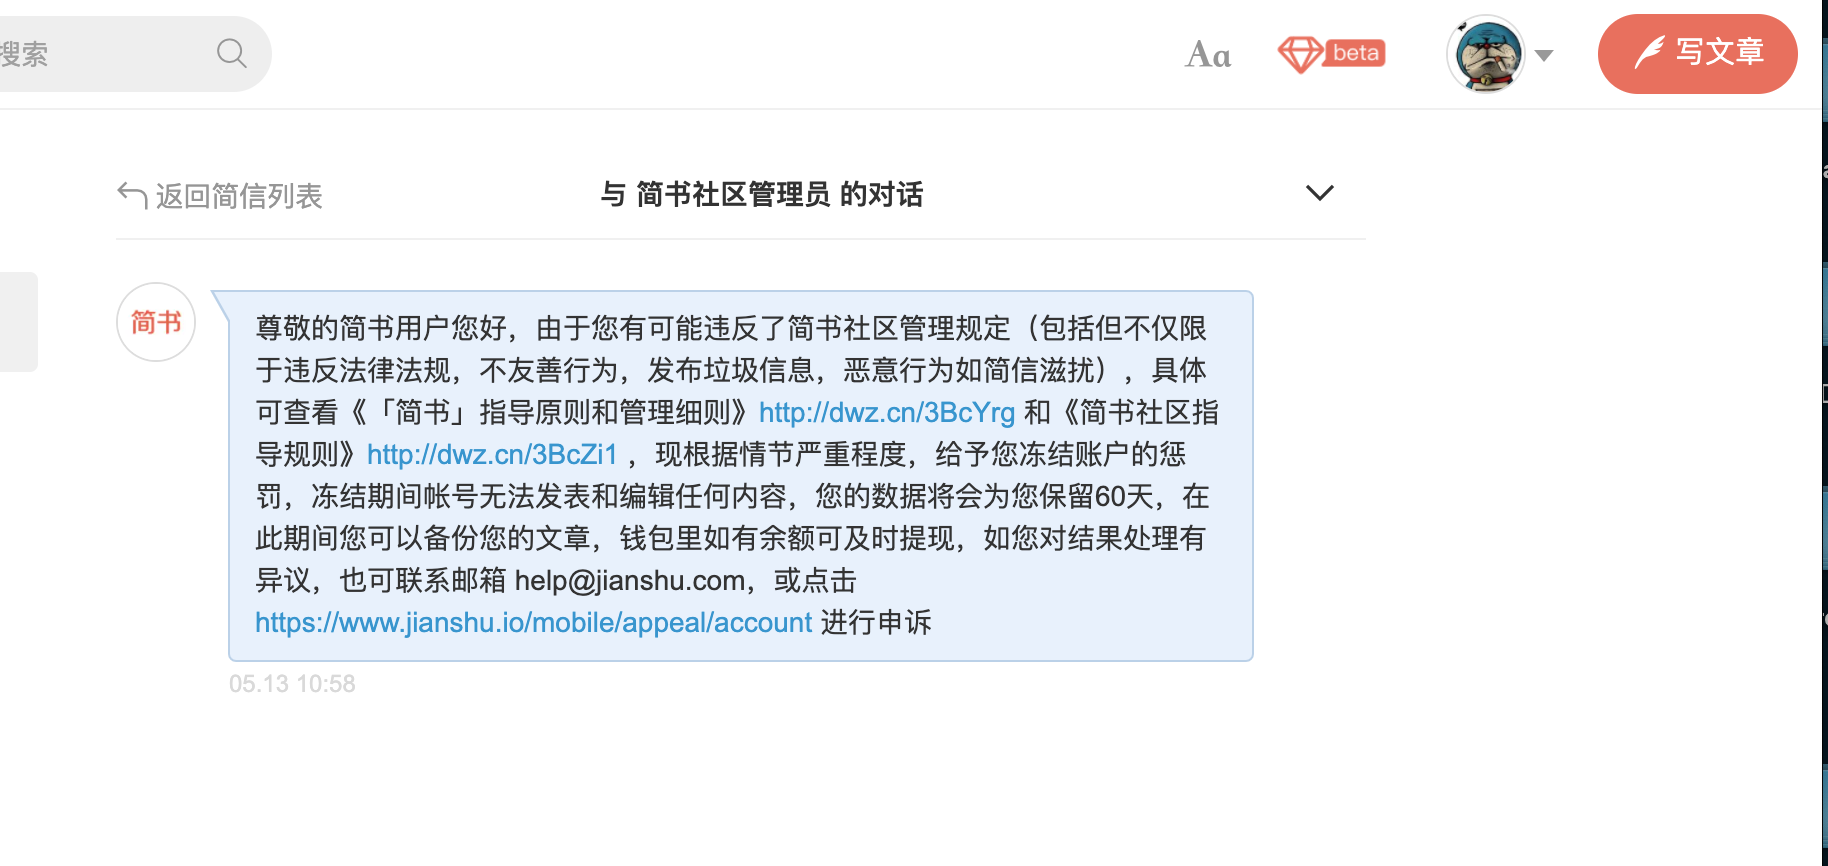 搜索
Aa
beta
写文章
返回简信列表
与 简书社区管理员 的对话
简书
尊敬的简书用户您好，由于您有可能违反了简书社区管理规定（包括但不仅限
于违反法律法规，不友善行为，发布垃圾信息，恶意行为如简信滋扰），具体
可查看《「简书」指导原则和管理细则》http://dwz.cn/3BcYrg 和《简书社区指
导规则》http://dwz.cn/3BcZi1 ，现根据情节严重程度，给予您冻结账户的惩
罚，冻结期间帐号无法发表和编辑任何内容，您的数据将会为您保留60天，在
此期间您可以备份您的文章，钱包里如有余额可及时提现，如您对结果处理有
异议，也可联系邮箱 help@jianshu.com，或点击
https://www.jianshu.io/mobile/appeal/account 进行申诉
05.13 10:58